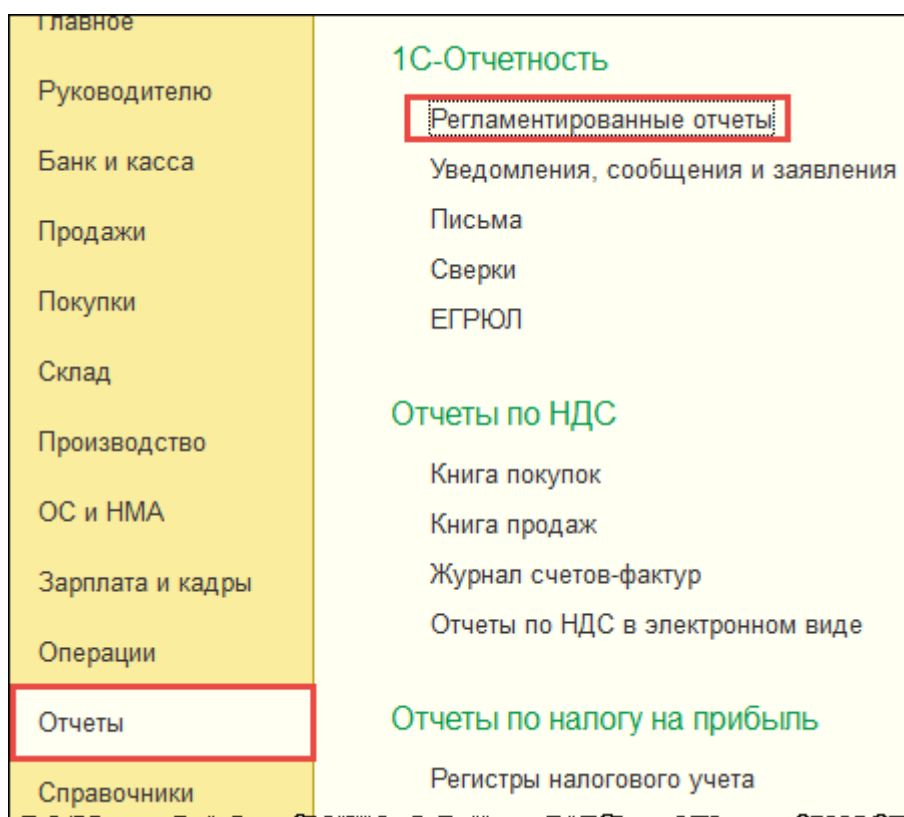 Главное
Руководителю
Банк и касса
Продажи
Покупки
Склад
Производство
ОС и НМА
Зарплата и кадры
Операции
Отчеты
Справочники
1С-Отчетность
Регламентированные отчеты
Уведомления, сообщения и заявления
Письма
Сверки
ЕГРЮЛ
Отчеты по НДС
Книга покупок
Книга продаж
Журнал счетов-фактур
Отчеты по НДС в электронном виде
Отчеты по налогу на прибыль
Регистры налогового учета